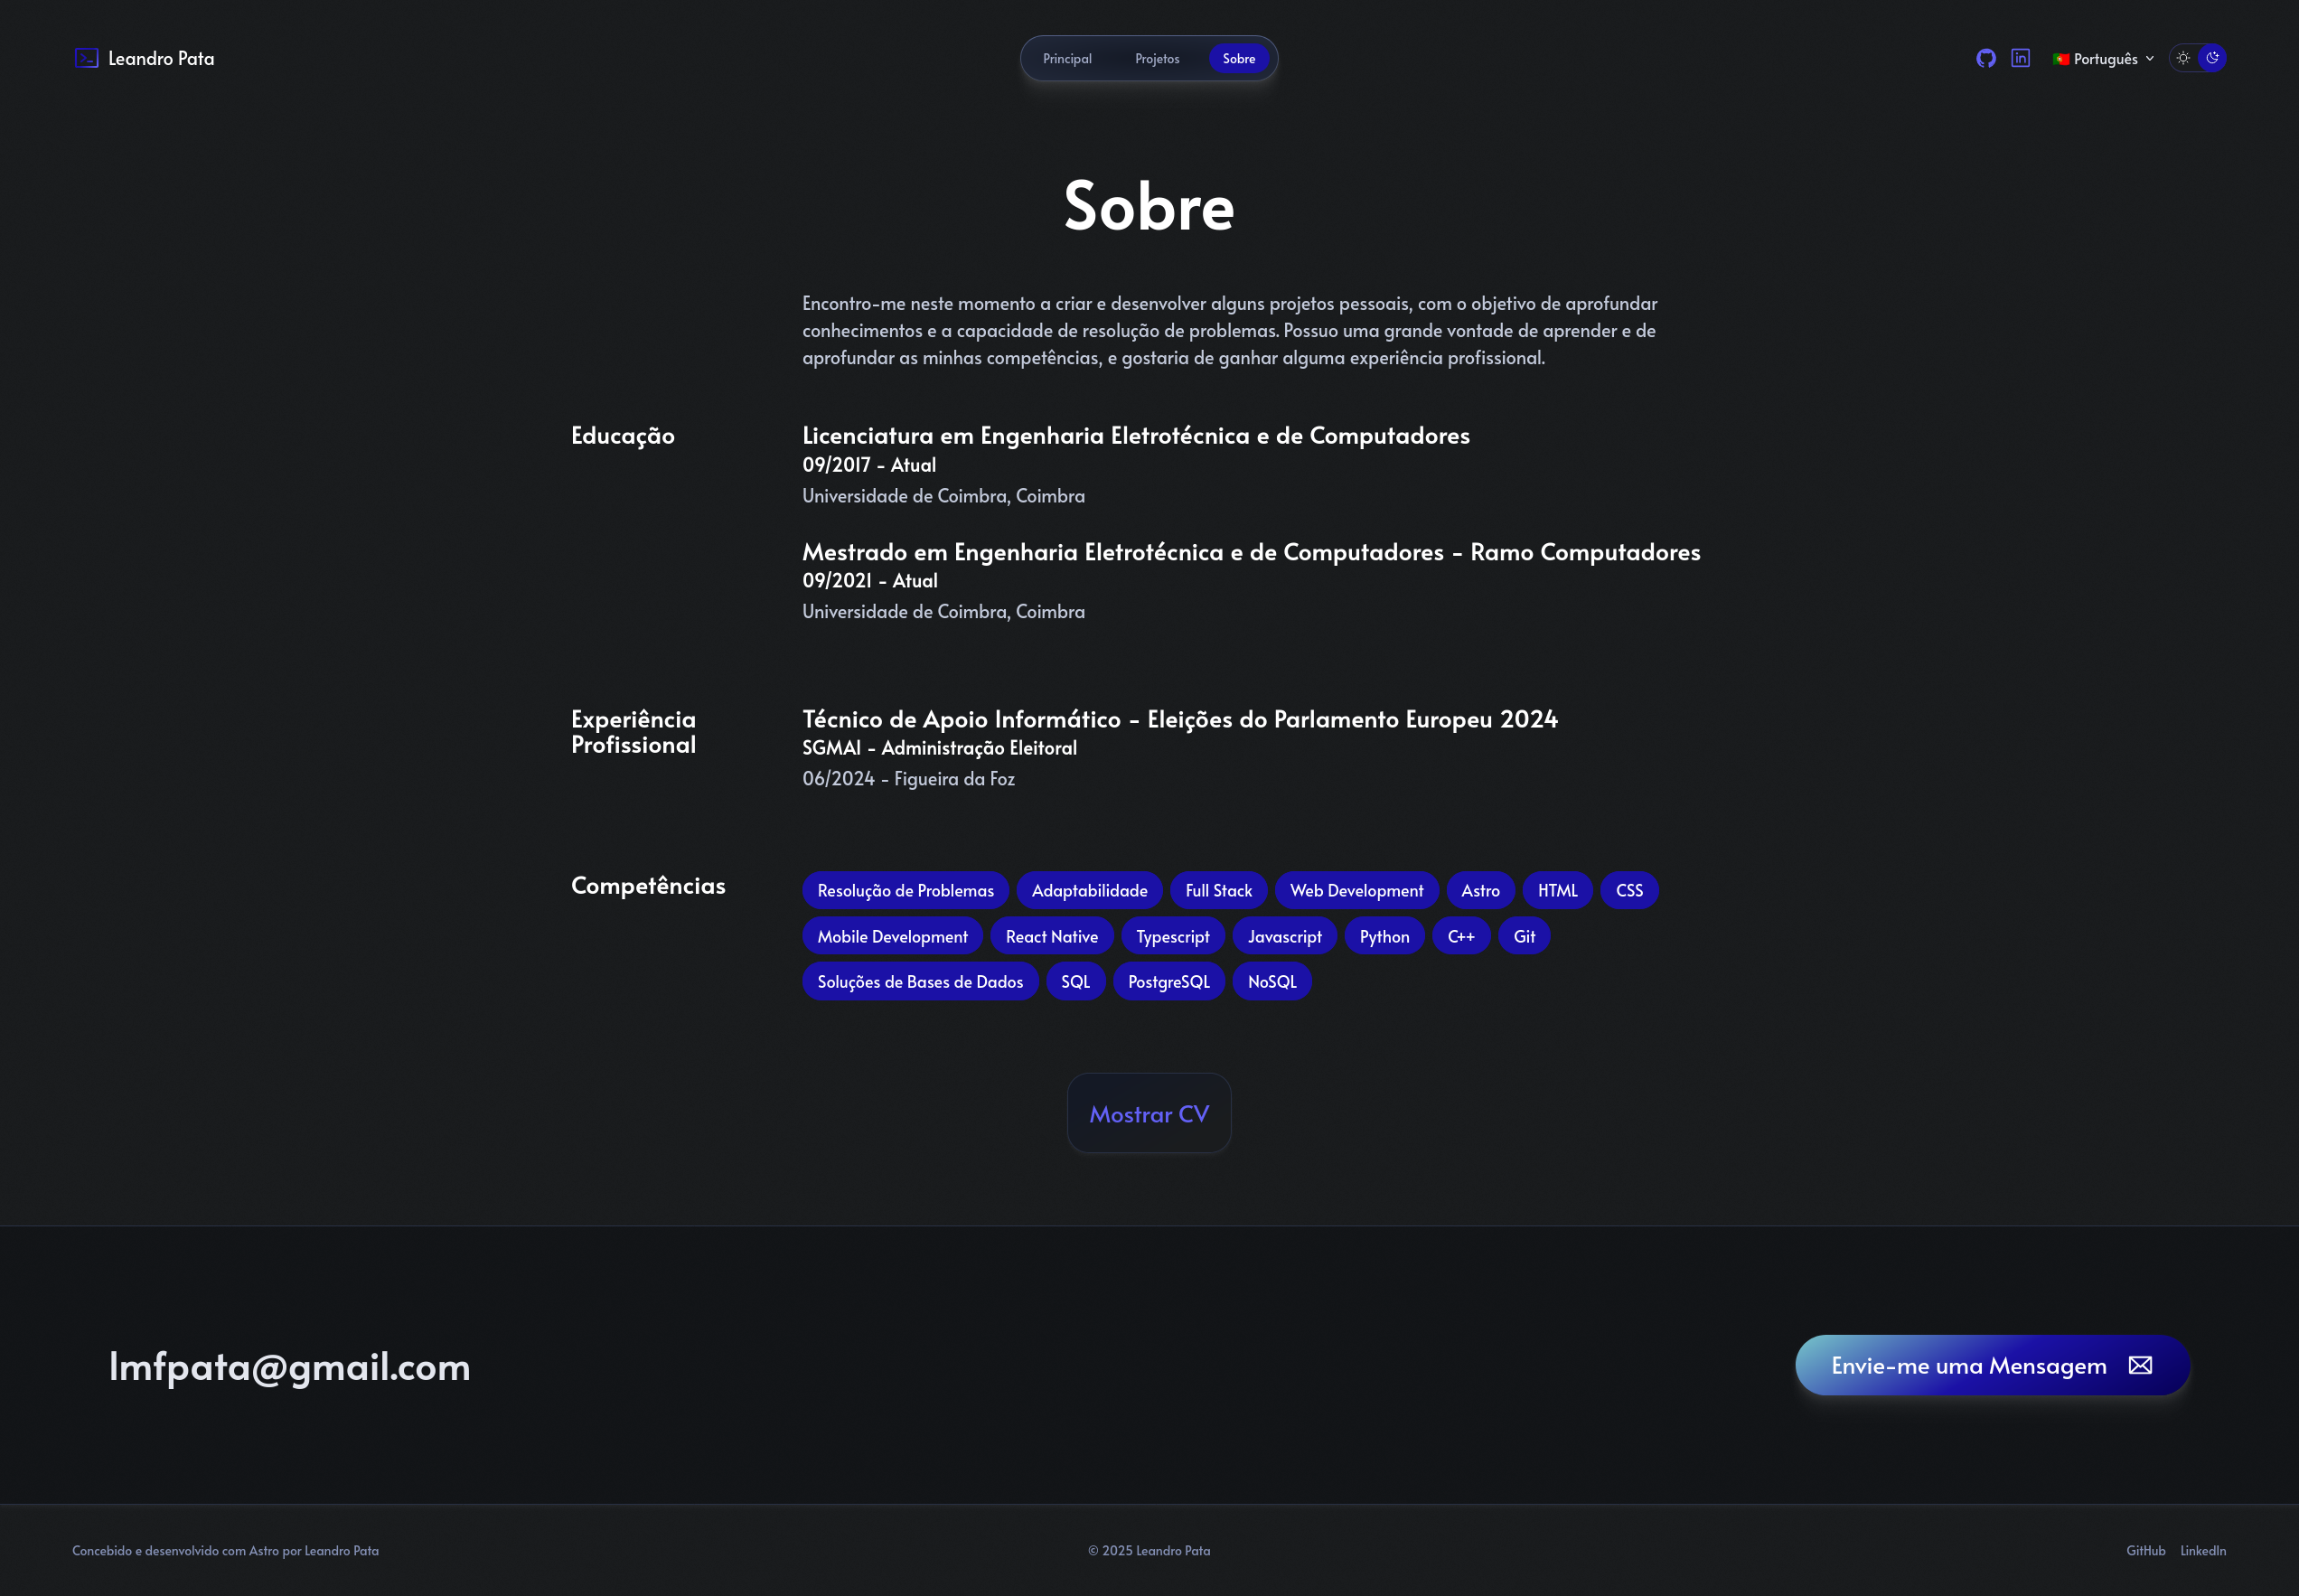 Leandro Pata
Principal
Projetos
Sobre
Português
Sobre
Encontro-me neste momento a criar e desenvolver alguns projetos pessoais, com o objetivo de aprofundar
conhecimentos e a capacidade de resolução de problemas. Possuo uma grande vontade de aprender e de
aprofundar as minhas competências, e gostaria de ganhar alguma experiência profissional.
Educação
Licenciatura em Engenharia Eletrotécnica e de Computadores
09/2017 - Atual
Universidade de Coimbra, Coimbra
Mestrado em Engenharia Eletrotécnica e de Computadores - Ramo Computadores
09/2021 - Atual
Universidade de Coimbra, Coimbra
Experiência
Profissional
Técnico de Apoio Informático - Eleições do Parlamento Europeu 2024
SGMAI - Administração Eleitoral
06/2024 - Figueira da Foz
Competências
Resolução de Problemas
Adaptabilidade
Full Stack
Web Development
Astro
HTML
CSS
Mobile Development
React Native
Typescript
Javascript
Python
C++
Git
Soluções de Bases de Dados
SQL
PostgreSQL
NoSQL
Mostrar CV
lmfpata@gmail.com
Envie-me uma Mensagem
Concebido e desenvolvido com Astro por Leandro Pata
© 2025 Leandro Pata
GitHub
LinkedIn